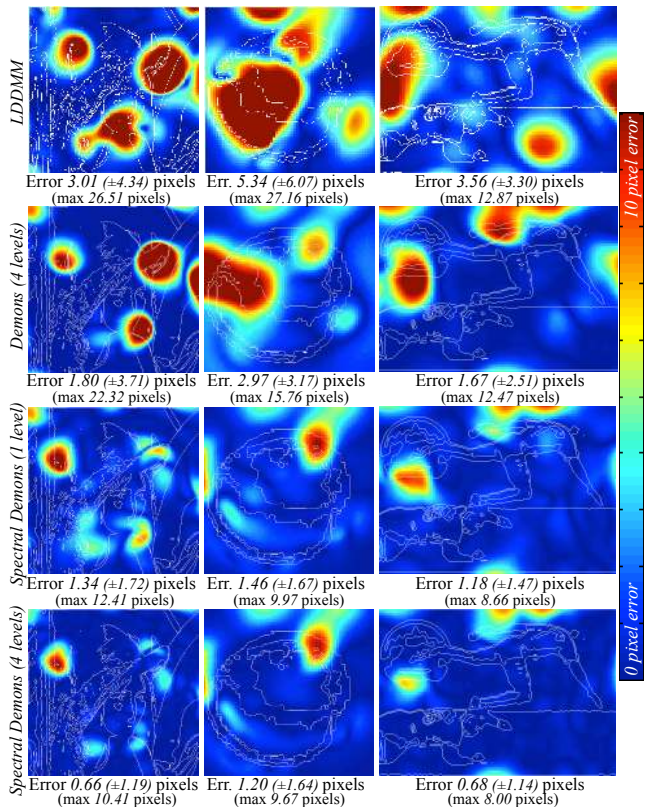 LDDMM
Error 3.01 (±4.34) pixels
(max 26.51 pixels)
Err. 5.34 (±6.07) pixels
(max 27.16 pixels)
Error 3.56 (±3.30) pixels
(max 12.87 pixels)
Demons (4 levels)
Error 1.80 (±3.71) pixels
(max 22.32 pixels)
Err. 2.97 (±3.17) pixels
(max 15.76 pixels)
Error 1.67 (±2.51) pixels
(max 12.47 pixels)
Spectral Demons (1 level)
Error 1.34 (±1.72) pixels
(max 12.41 pixels)
Err. 1.46 (±1.67) pixels
(max 9.97 pixels)
Error 1.18 (±1.47) pixels
(max 8.66 pixels)
Spectral Demons (4 levels)
Error 0.66 (±1.19) pixels
(max 10.41 pixels)
Err. 1.20 (±1.64) pixels
(max 9.67 pixels)
Error 0.68 (±1.14) pixels
(max 8.00 pixels)
10 pixel error
0 pixel error